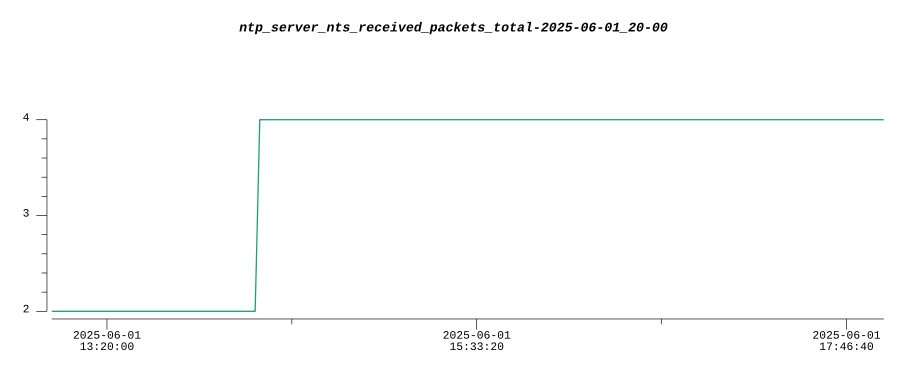 ntp_server_nts_received_packets_total-2025-06-01_20-00
4
3
2
2025-06-01 2025-06-01 2025-06-01
13:20:00 15:33:20 17:46:40